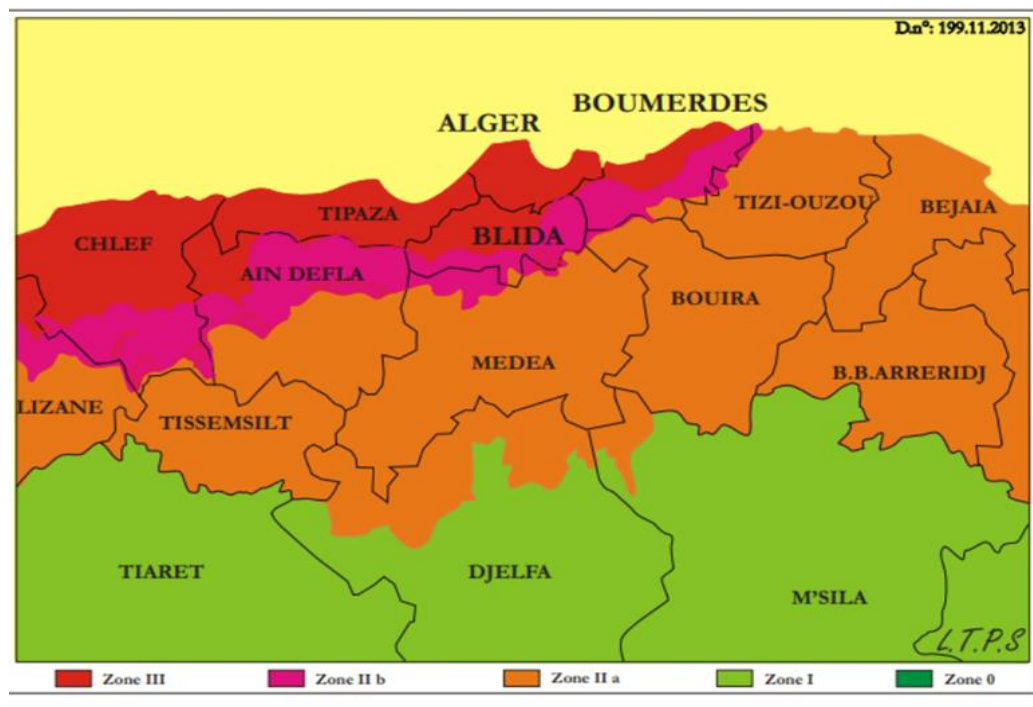 D.n°: 199.11.2013
BOUMERDES
ALGER
TIZI-OUZOU
BEJAIA
TIPAZA
CHLEF
BLIDA
AIN DEFLA
BOUIRA
MEDEA
B.B.ARRERIDJ
LIZANE
TISSEMSILT
TIARET
DJELFA
M'SILA
L.T.P.S
Zone III Zone II b Zone II a Zone I Zone 0